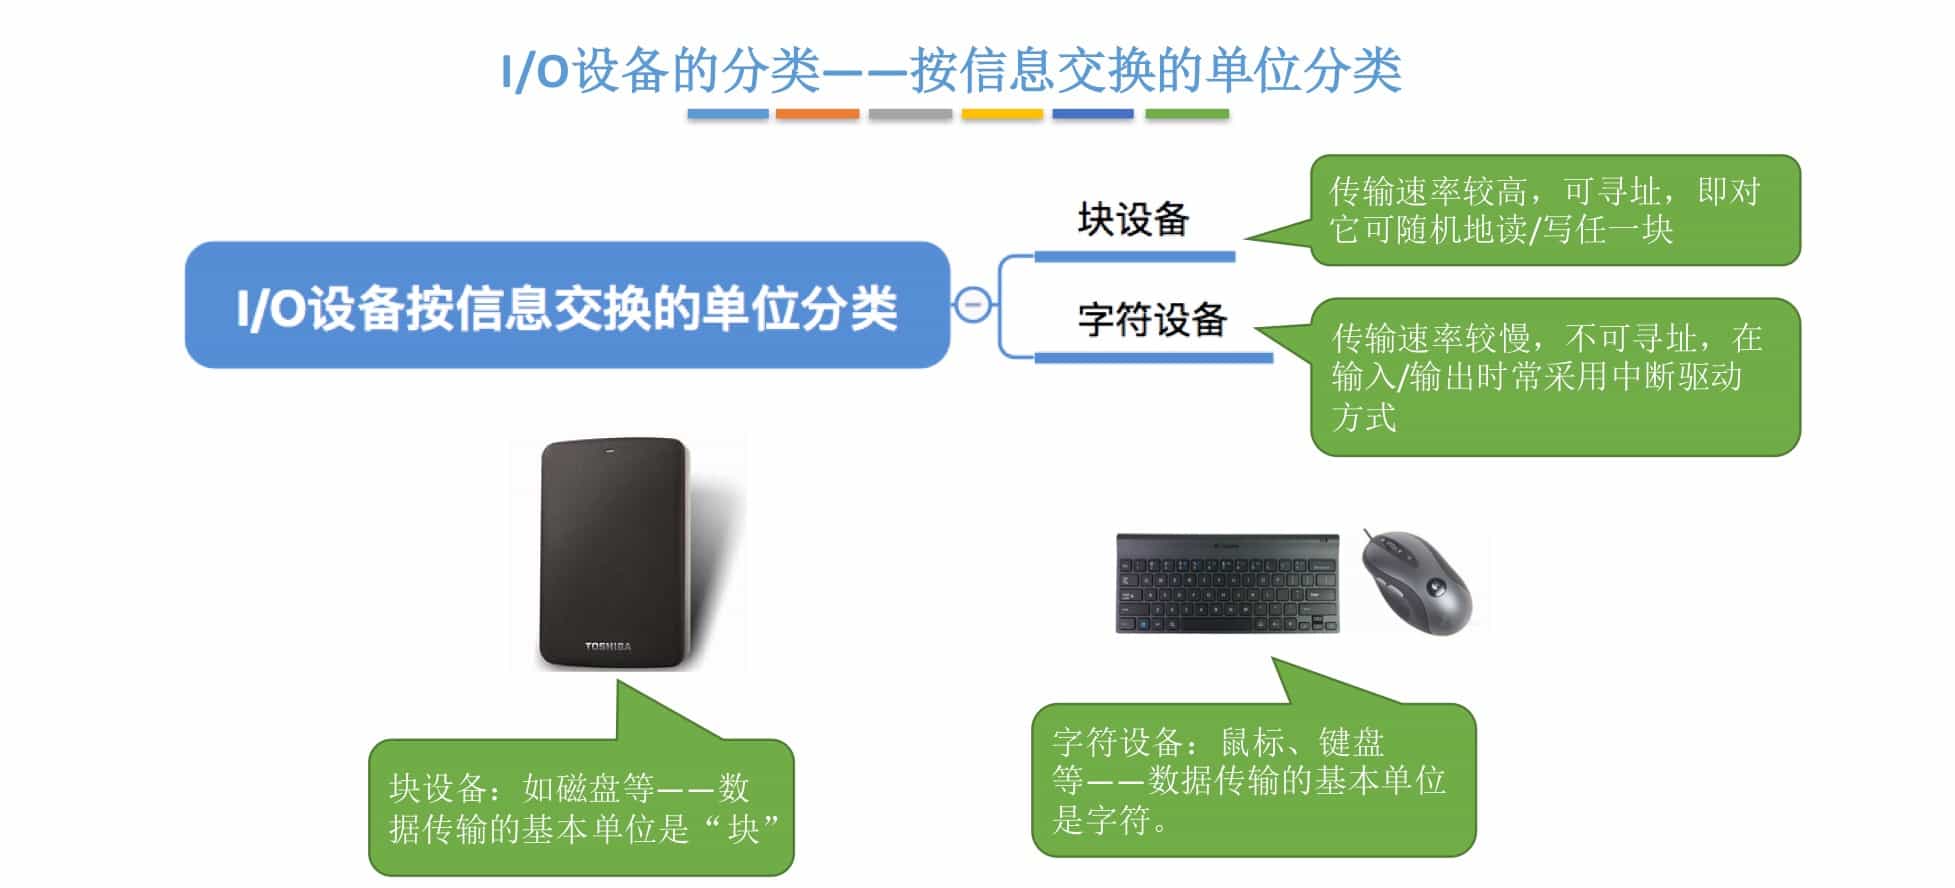 I/O设备的分类——按信息交换的单位分类
块设备
传输速率较高，可寻址，即对
它可随机地读/写任一块
I/O设备按信息交换的单位分类
字符设备
传输速率较慢，不可寻址，在
输入/输出时常采用中断驱动
方式
TOSHIBA
块设备：如磁盘等——数
据传输的基本单位是“块”
字符设备：鼠标、键盘
等——数据传输的基本单位
是字符。